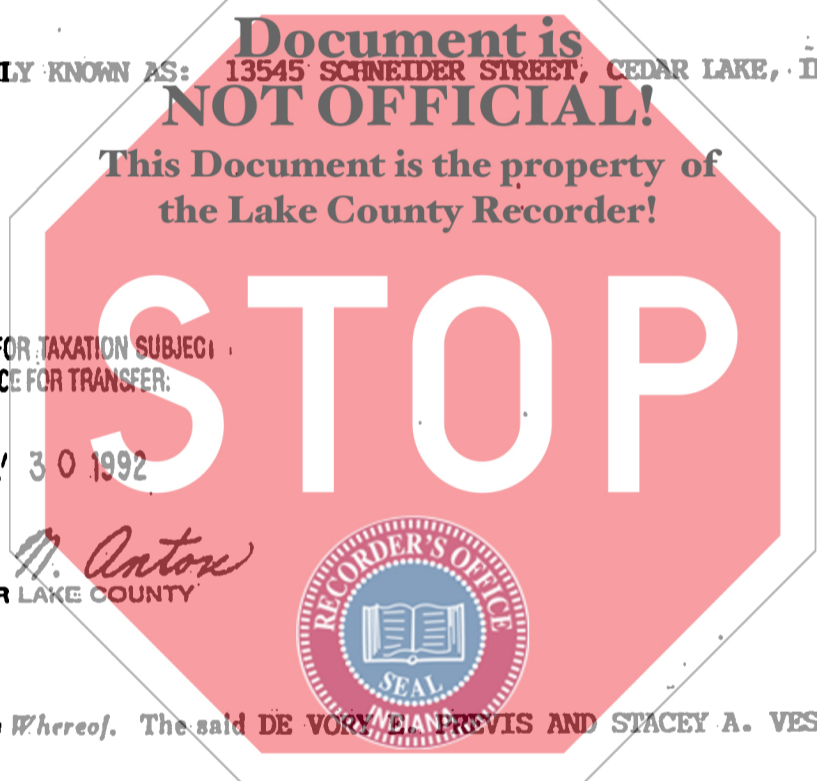 Document is
LY KNOWN AS: 13545 SCHNEIDER STREET, CEDAR LAKE,
NOT OFFICIAL!
This Document is the property of
the Lake County Recorder!
STOP
FOR TAXATION SUBJECT
CE FOR TRANSFER:
30 1992
M. Anton
R LAKE COUNTY
RECORDER'S OFFICE
SEAL
INDIANA
Whereof. The said DE VORY E. PREVIS AND STACEY A. VES